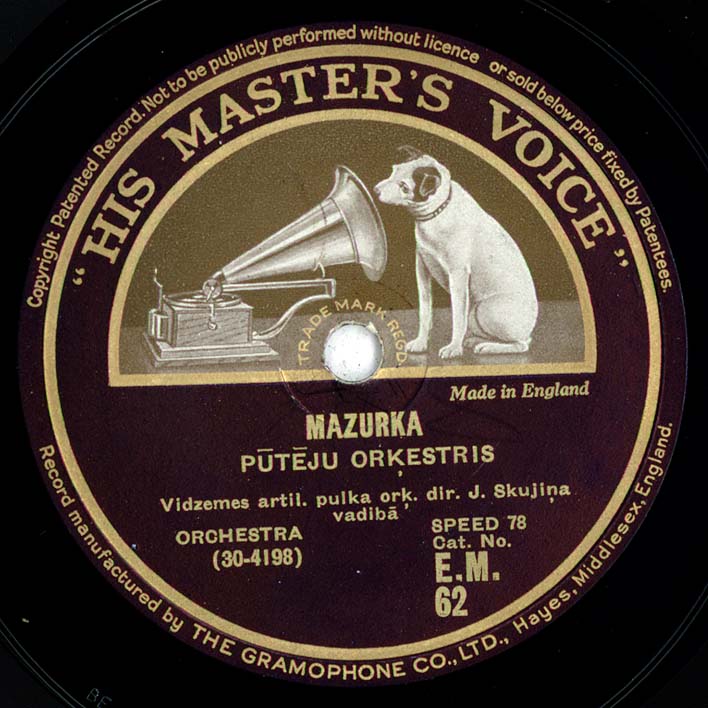 Copyright Patented Record. Not to be publicly performed without licence or sold below price fixed by Patentees.
"HIS MASTER'S VOICE"
TRADE MARK REGD
Made in England
MAZURKA
PŪTĒJU ORĶESTRIS
Vidzemes artil. pulka orķ. dir. J. Skujiņa
vadibā
ORCHESTRA
(30-4198)
SPEED 78
Cat. No.
E.M.
62
Record manufactured by THE GRAMOPHONE CO., LTD., Hayes, Middlesex, England.